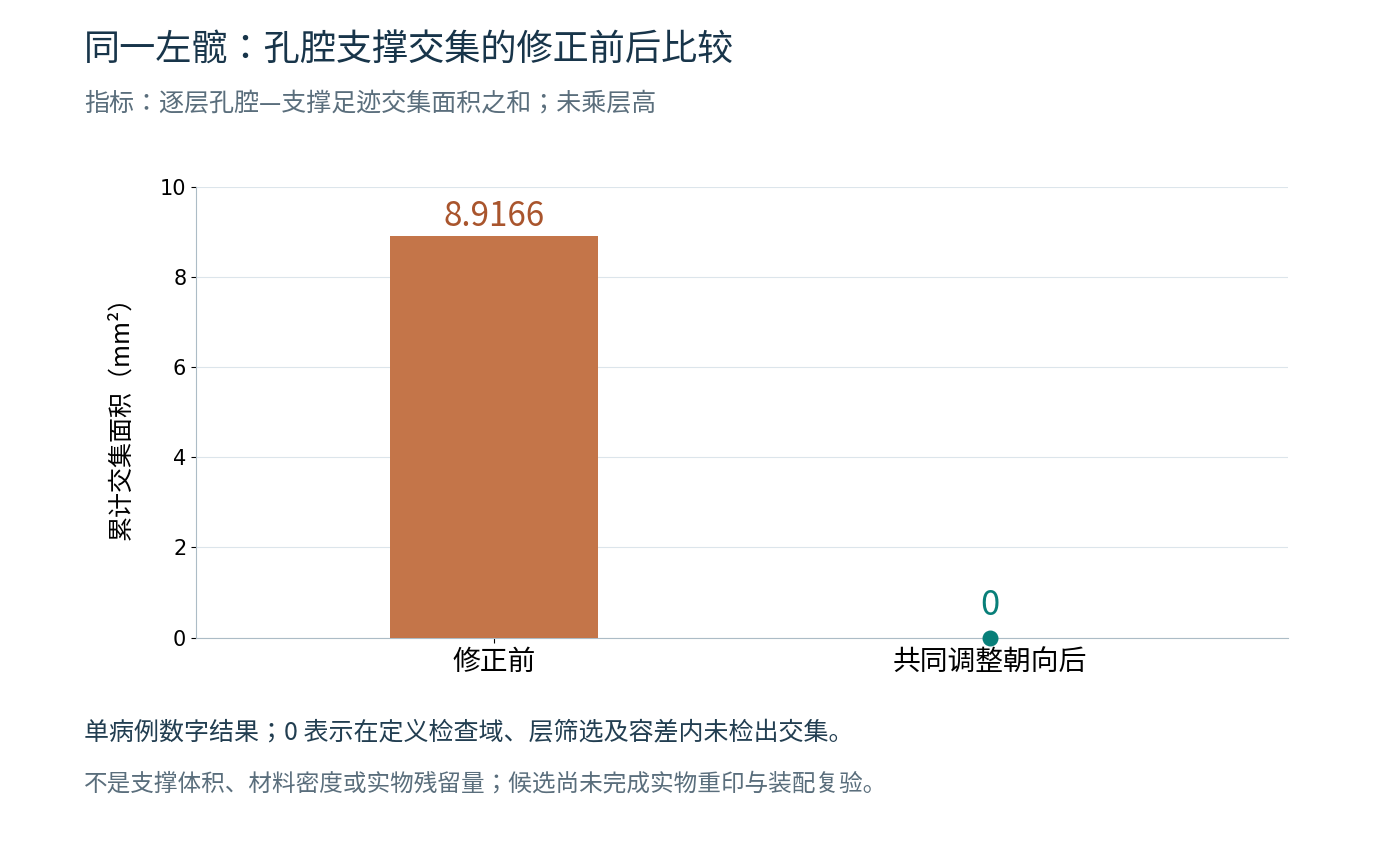 同一左髋：孔腔支撑交集的修正前后比较
指标：逐层孔腔—支撑足迹交集面积之和；未乘层高
累计交集面积（mm²）
10
8
6
4
2
0
8.9166
0
修正前
共同调整朝向后
单病例数字结果；0 表示在定义检查域、层筛选及容差内未检出交集。
不是支撑体积、材料密度或实物残留量；候选尚未完成实物重印与装配复验。